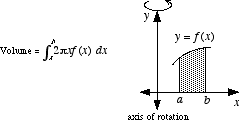 y
y = f(x)
Volume = ∫ₐᵇ 2πxf(x) dx
a b x
axis of rotation